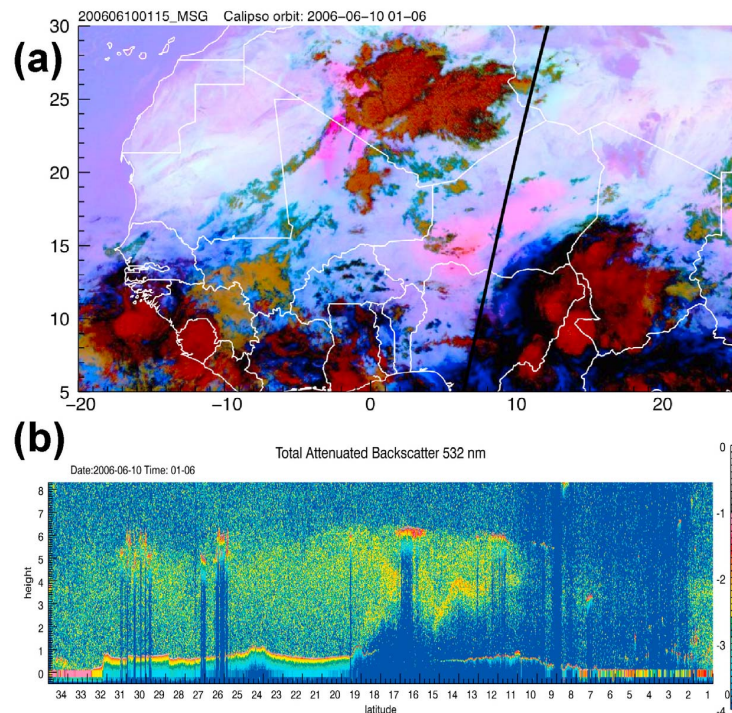 200606100115_MSG Calipso orbit: 2006-06-10 01-06
(a)
30
25
20
15
10
5
-20 -10 0 10 20
(b)
Total Attenuated Backscatter 532 nm
Date:2006-06-10 Time: 01-06
8
7
6
5
4
3
2
1
0
height
34 33 32 31 30 29 28 27 26 25 24 23 22 21 20 19 18 17 16 15 14 13 12 11 10 9 8 7 6 5 4 3 2 1
latitude
0
-1
-2
-3
-4